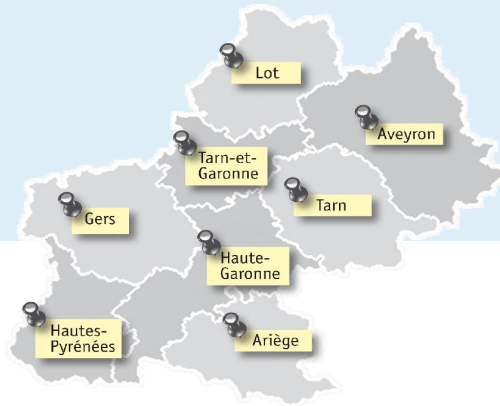 Lot
Aveyron
Tarn-et-
Garonne
Tarn
Gers
Haute-
Garonne
Hautes-
Pyrénées
Ariège